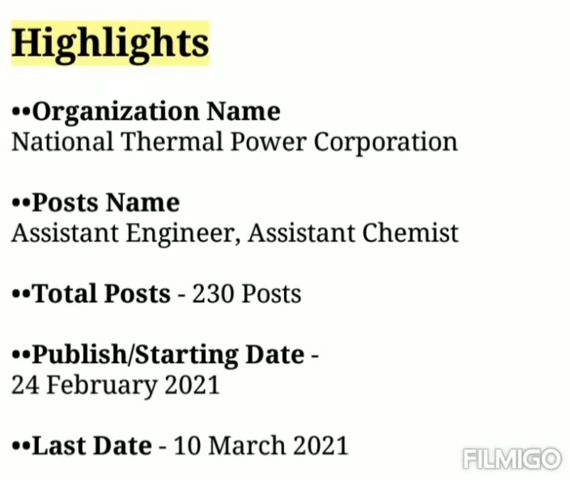 Highlights
••Organization Name
National Thermal Power Corporation
••Posts Name
Assistant Engineer, Assistant Chemist
••Total Posts - 230 Posts
••Publish/Starting Date -
24 February 2021
••Last Date - 10 March 2021
FILMIGO